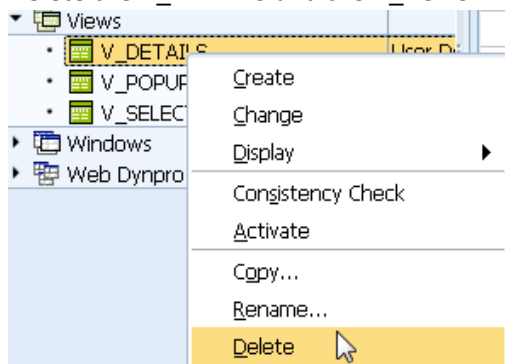 Views
V_DETAILS
Create
V_POPUP
Change
V_SELECT
Windows
Display
Web Dynpro
Consistency Check
Activate
Copy...
Rename...
Delete